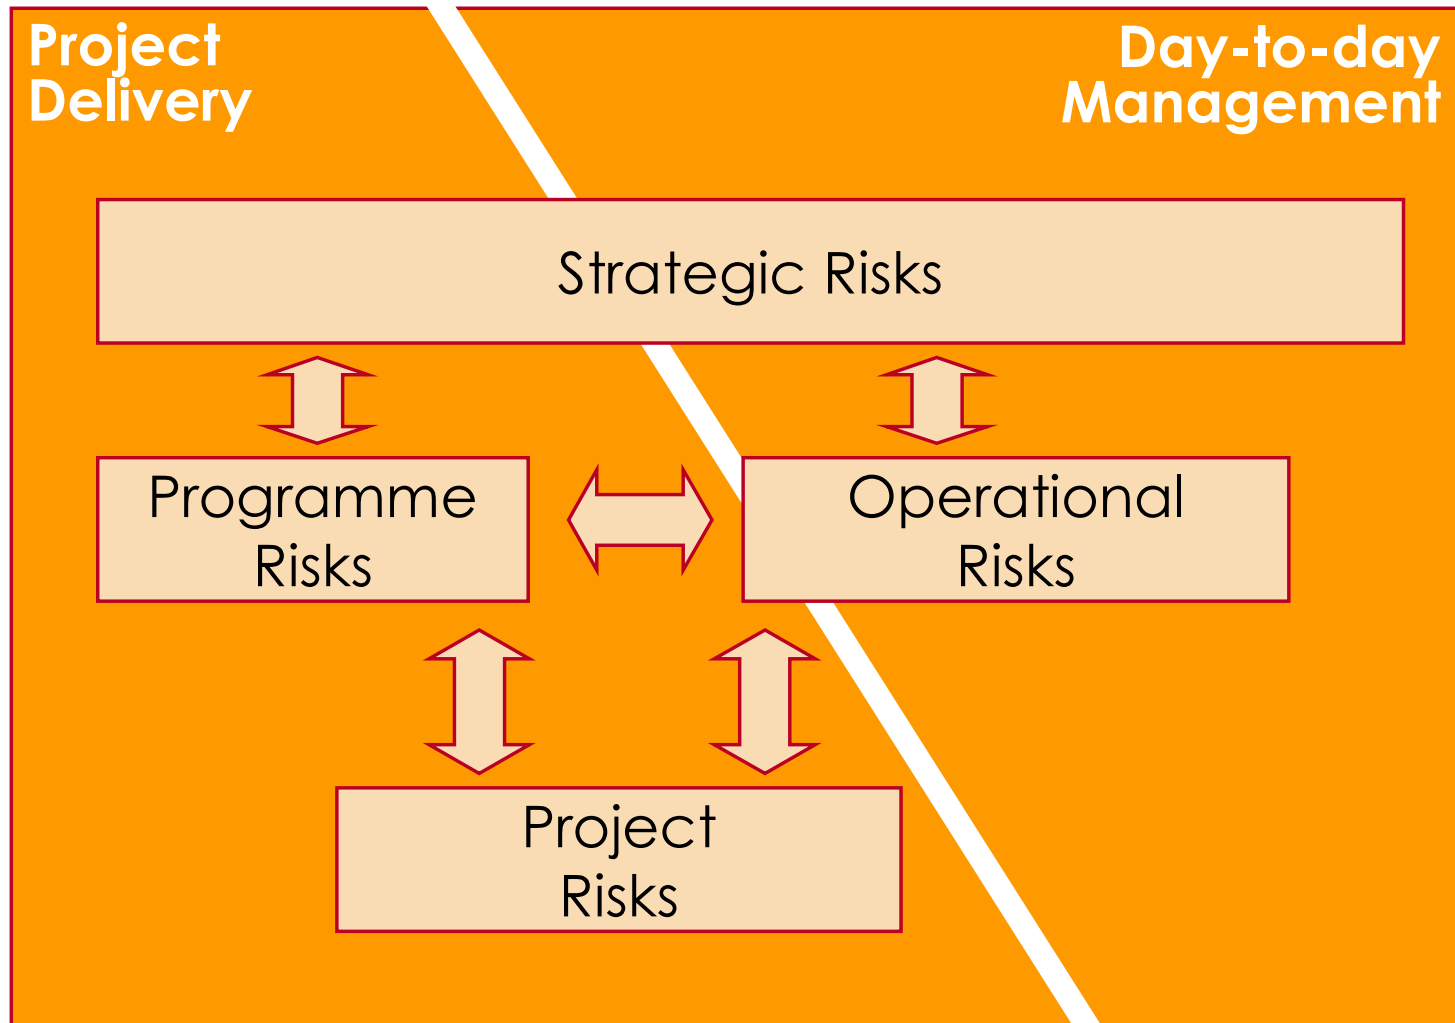 Project
Delivery
Day-to-day
Management
Strategic Risks
Programme
Risks
Operational
Risks
Project
Risks